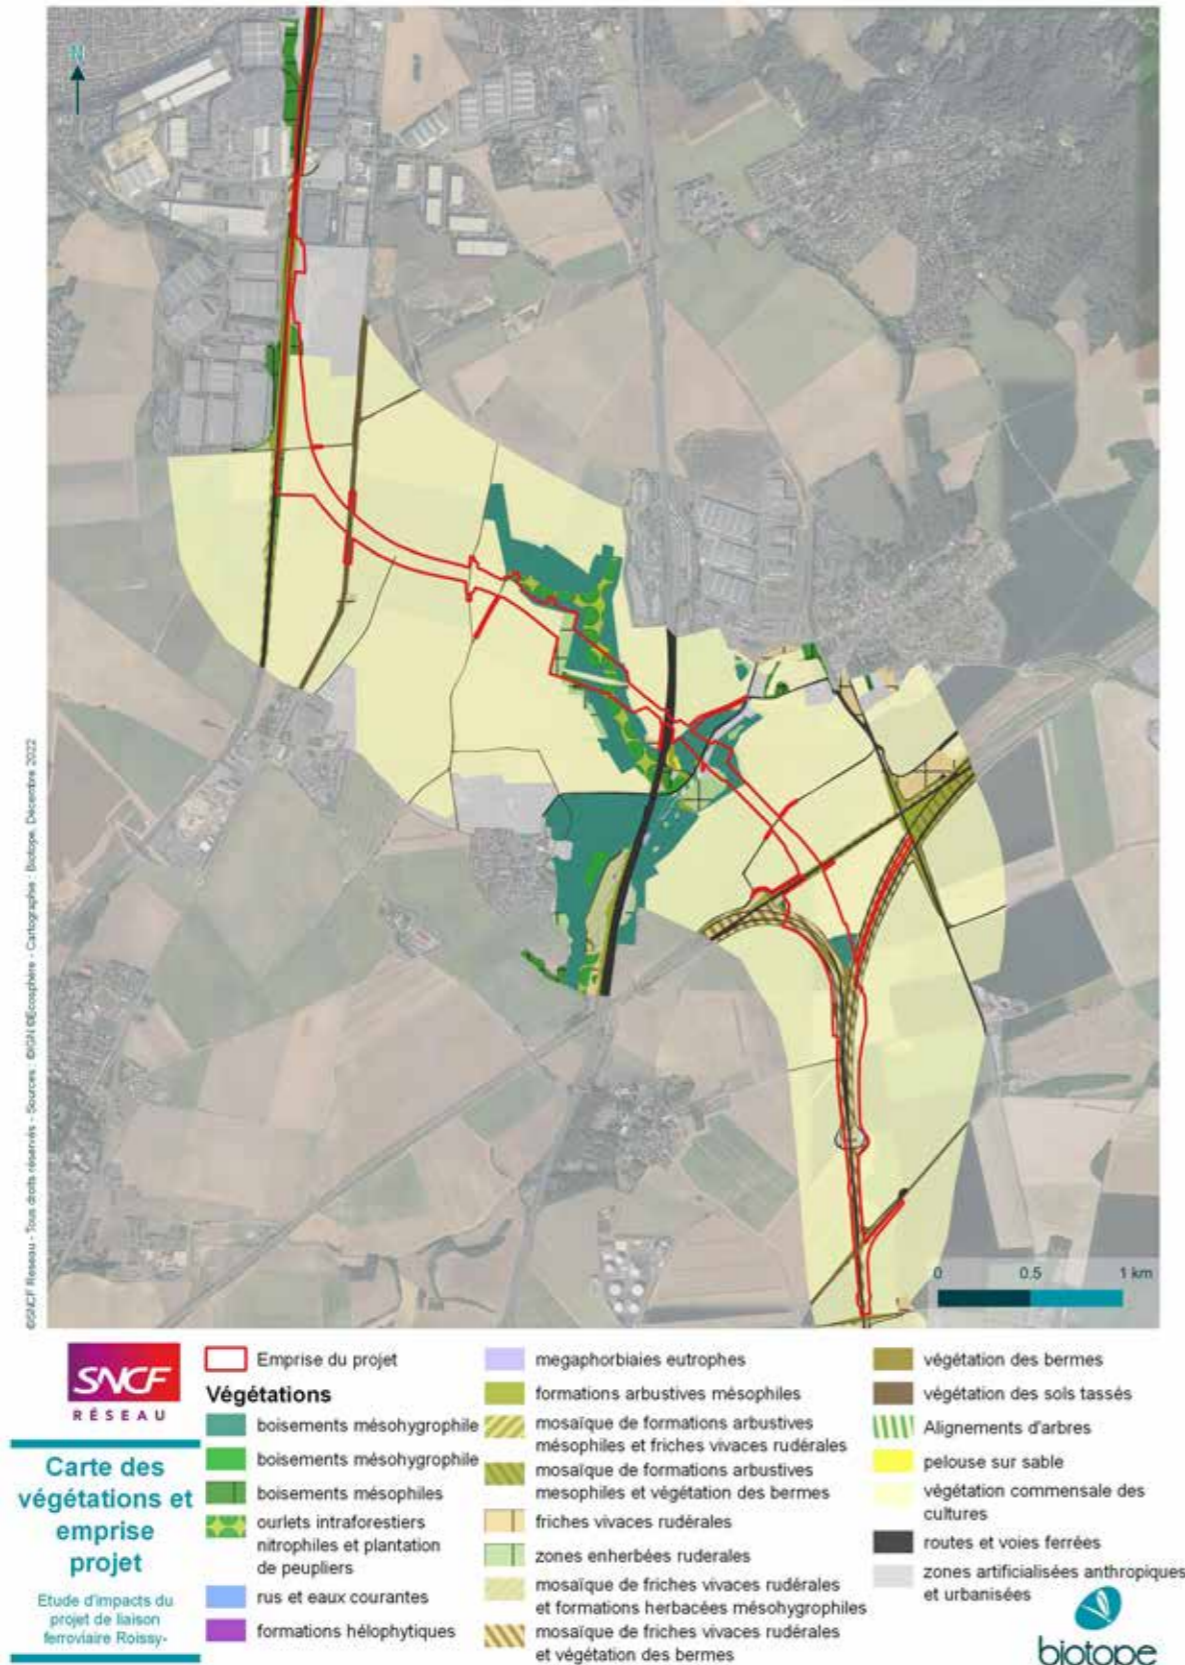 N
©SNCF Réseau - Tous droits réservés - Sources : ©IGN ©Ecosphère - Cartographie : Biotope, Décembre 2022
0 0.5 1 km
SNCF
RÉSEAU
Carte des
végétations et
emprise
projet
Etude d'impacts du
projet de liaison
ferroviaire Roissy-
Emprise du projet
Végétations
boisements mésohygrophile
boisements mésohygrophile
boisements mésophiles
ourlets intraforestiers
nitrophiles et plantation
de peupliers
rus et eaux courantes
formations hélophytiques
megaphorbiaies eutrophes
formations arbustives mésophiles
mosaïque de formations arbustives
mésophiles et friches vivaces rudérales
mosaïque de formations arbustives
mesophiles et végétation des bermes
friches vivaces rudérales
zones enherbées ruderales
mosaïque de friches vivaces rudérales
et formations herbacées mésohygrophiles
mosaïque de friches vivaces rudérales
et végétation des bermes
végétation des bermes
végétation des sols tassés
Alignements d'arbres
pelouse sur sable
végétation commensale des
cultures
routes et voies ferrées
zones artificialisées anthropiques
et urbanisées
biotope